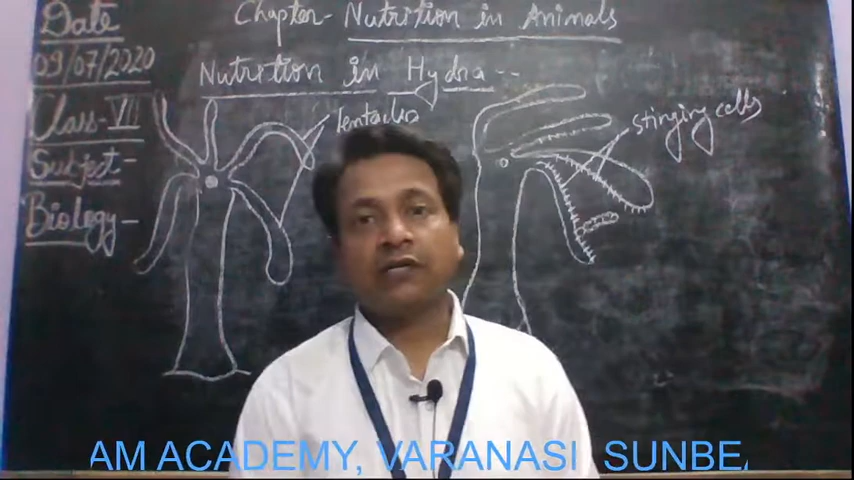 Date
09/07/2020
Class-VII
Subject-
Biology-
Chapter- Nutrition in Animals
Nutrition in Hydra --
tentacles
stinging cells
AM ACADEMY, VARANASI SUNBE